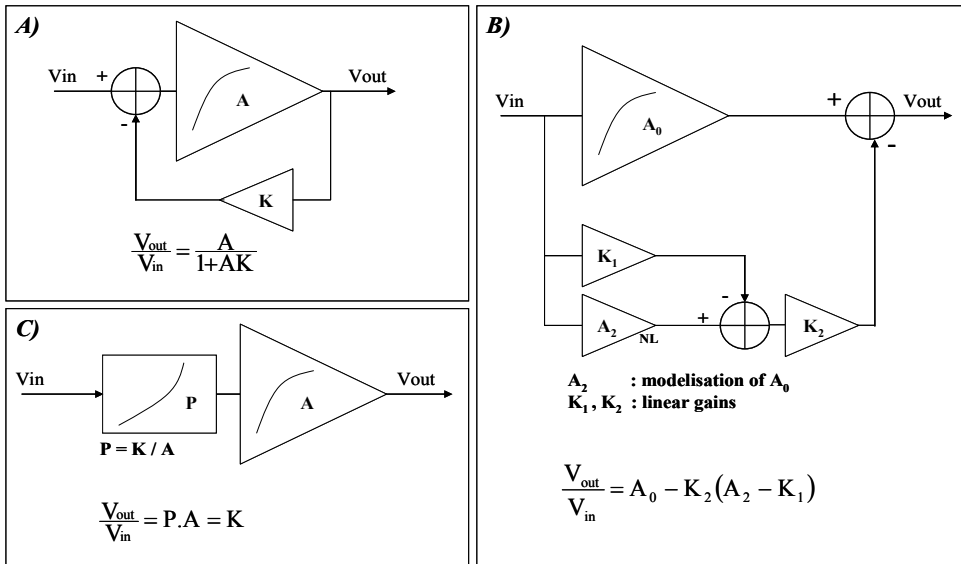 A)
Vin
+
-
A
Vout
K
Vout/Vin = A/(1+AK)
B)
Vin
A0
+
Vout
-
K1
-
A2
NL
+
K2
A2 : modelisation of A0
K1 , K2 : linear gains
Vout/Vin = A0 − K2(A2 − K1)
C)
Vin
P
A
Vout
P = K / A
Vout/Vin = P.A = K